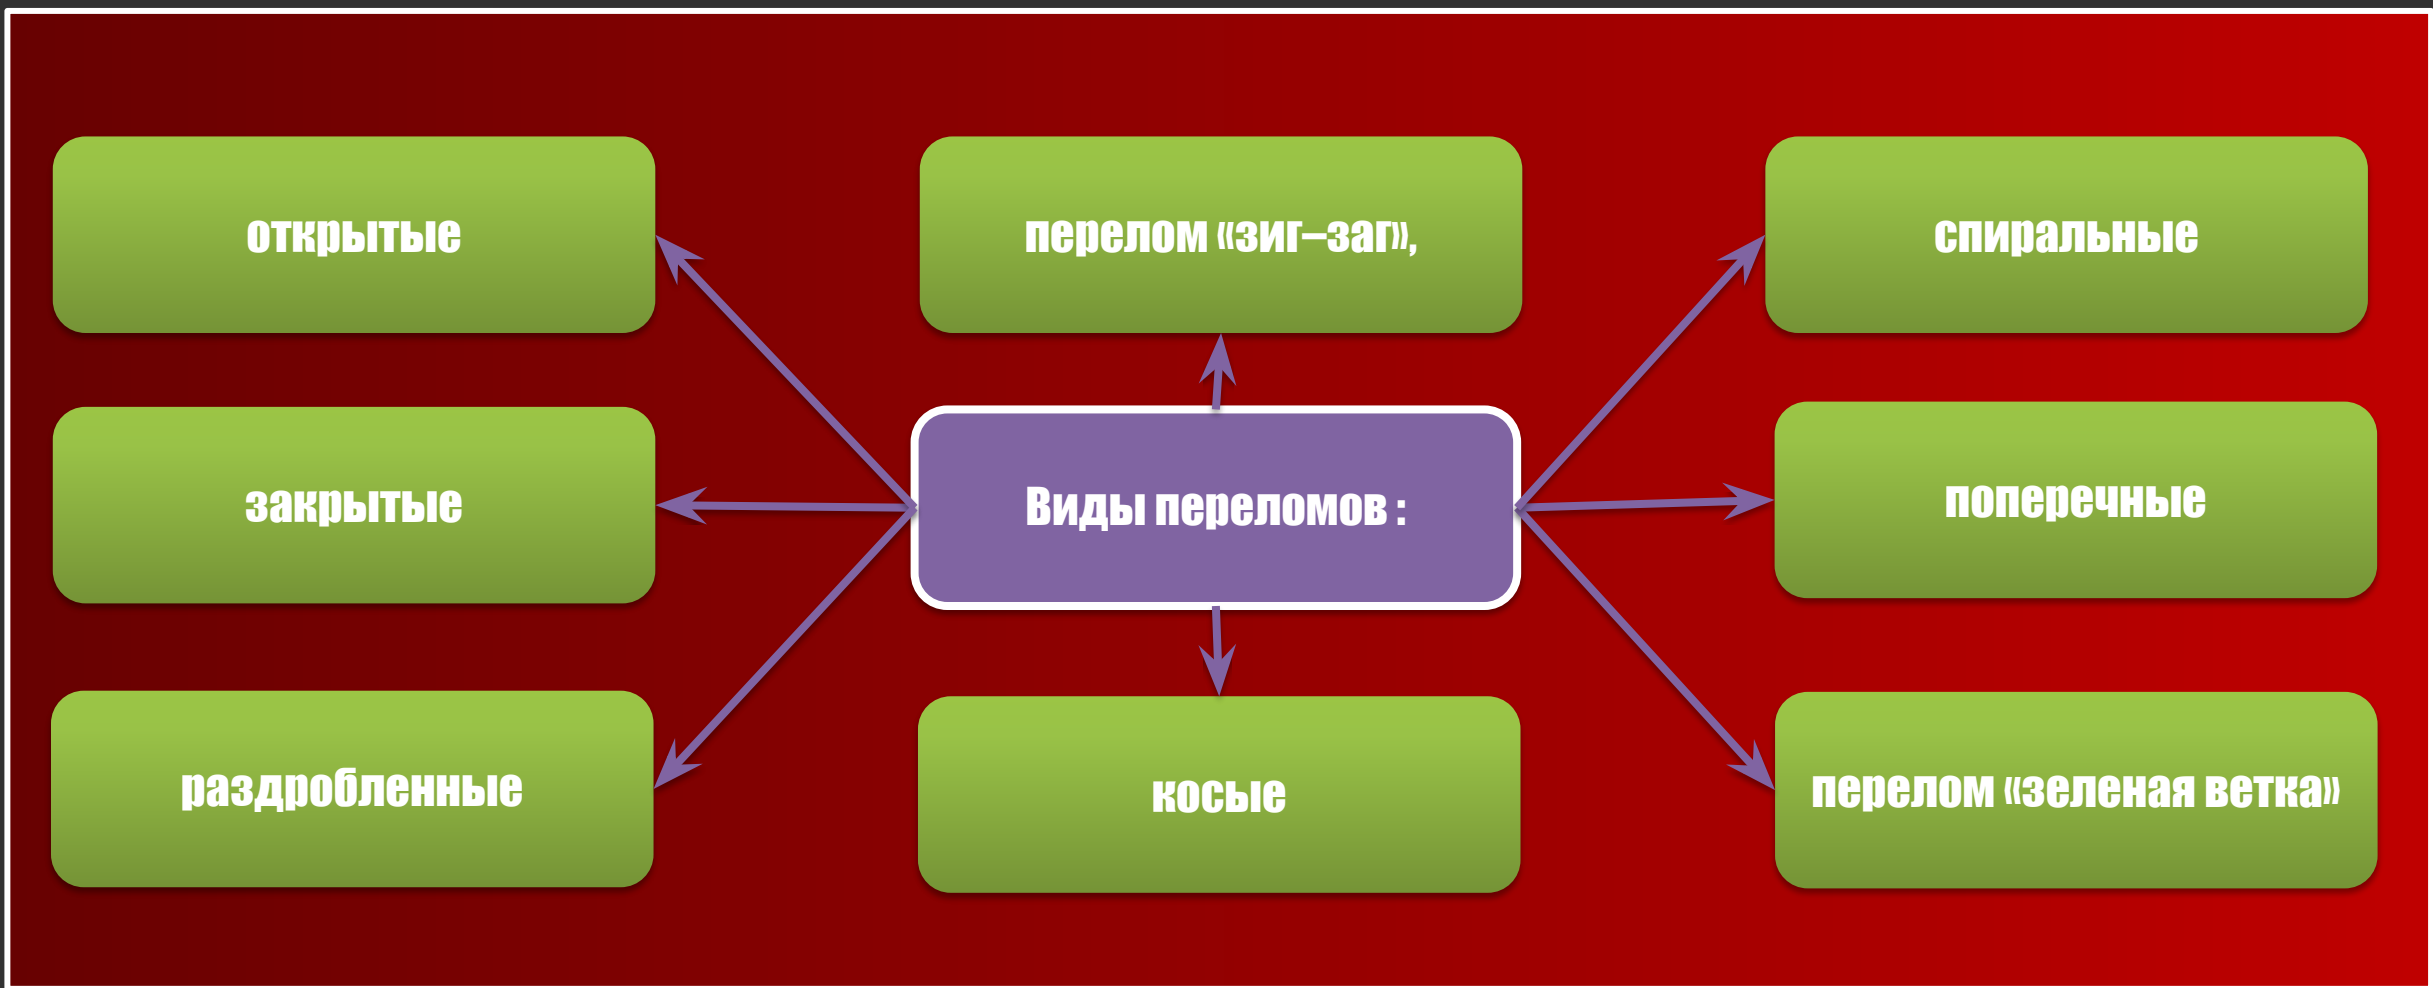 открытые
перелом «зиг–заг»,
спиральные
закрытые
Виды переломов :
поперечные
раздробленные
косые
перелом «зеленая ветка»